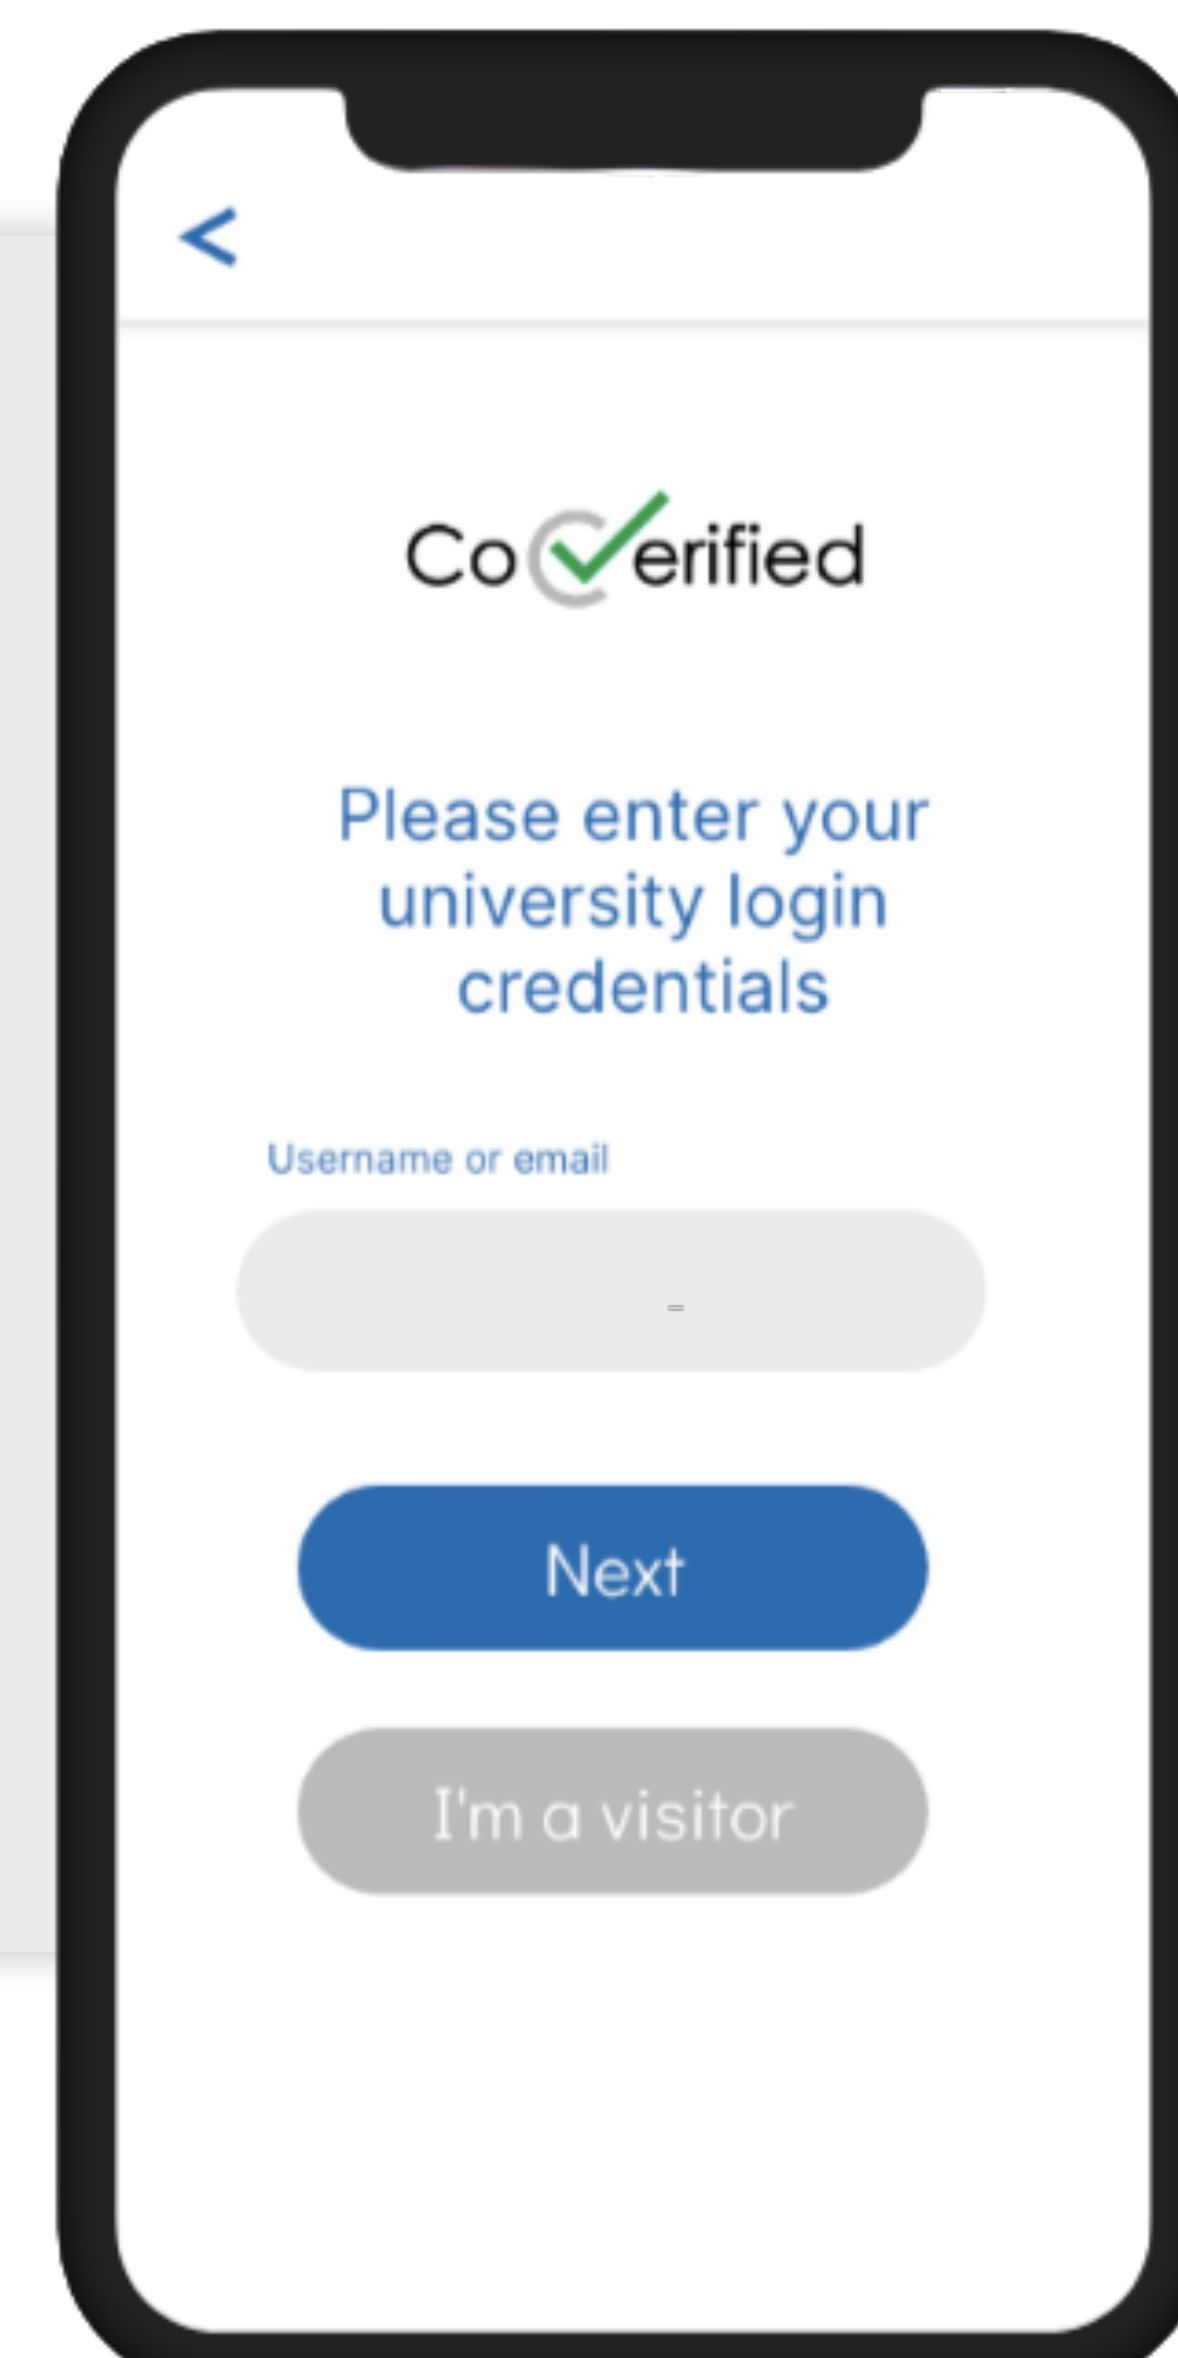 <
CoVerified
Please enter your
university login
credentials
Username or email
Next
I'm a visitor